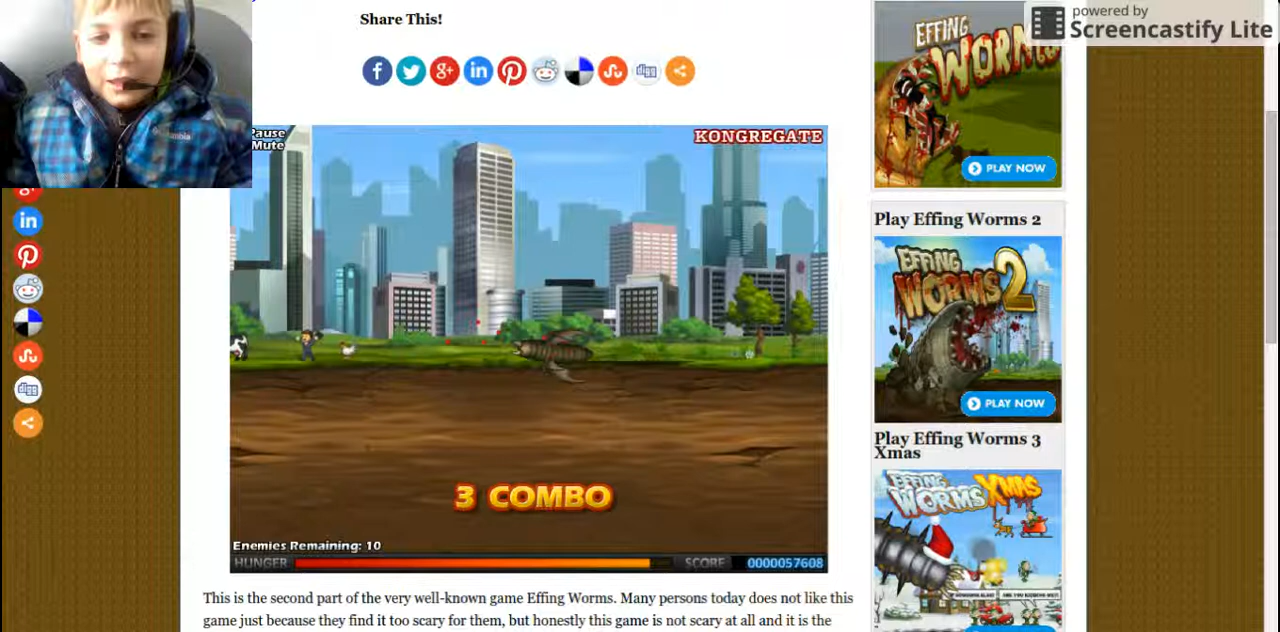 Share This!
powered by
Screencastify Lite
Columbia
Pause
Mute
KONGREGATE
EFFING
WORMS
PLAY NOW
Play Effing Worms 2
EFFING
WORMS 2
PLAY NOW
Play Effing Worms 3
Xmas
EFFING
WORMS XMAS
3 COMBO
Enemies Remaining: 10
HUNGER
SCORE
0000057608
This is the second part of the very well-known game Effing Worms. Many persons today does not like this
game just because they find it too scary for them, but honestly this game is not scary at all and it is the